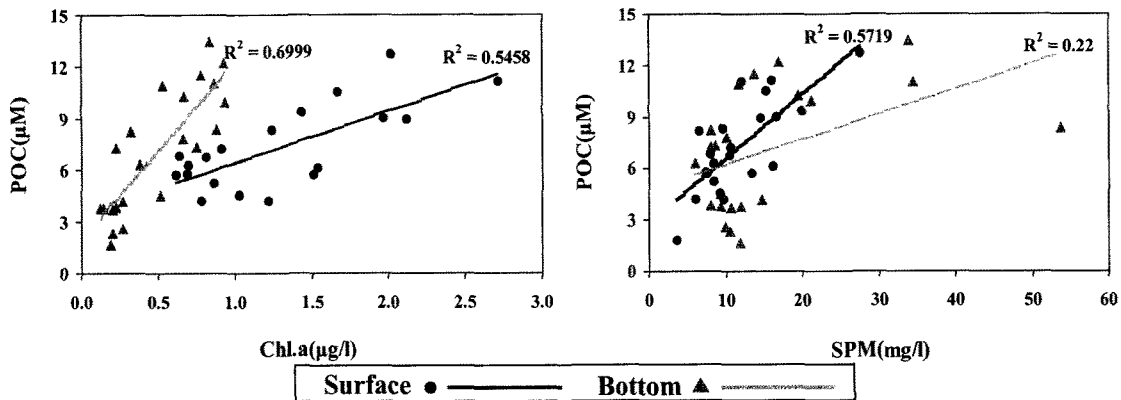 15
12
9
6
3
0
POC(μM)
R² = 0.6999
R² = 0.5458
0.0 0.5 1.0 1.5 2.0 2.5 3.0
Chl.a(μg/l)
15
12
9
6
3
0
POC(μM)
R² = 0.5719
R² = 0.22
0 10 20 30 40 50 60
SPM(mg/l)
Surface Bottom